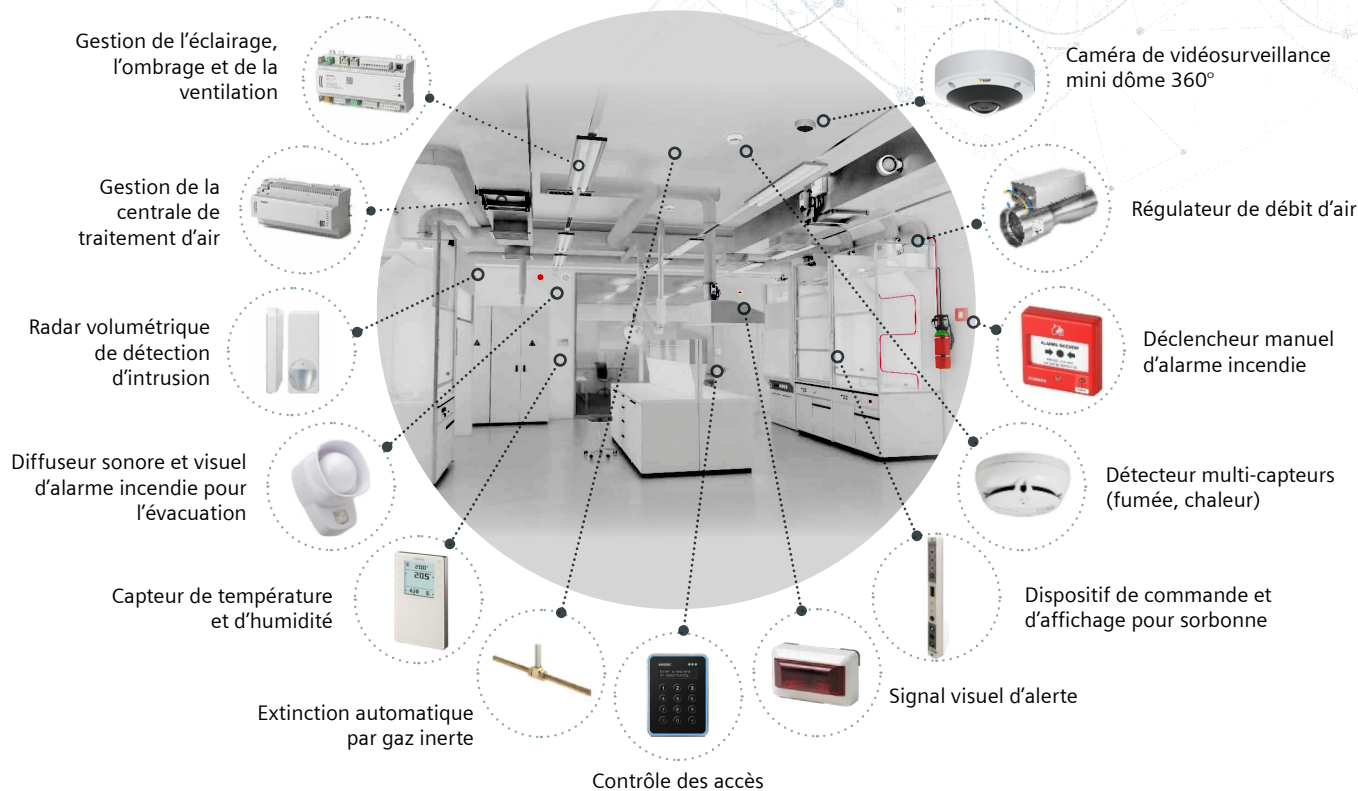 Gestion de l'éclairage,
l'ombrage et de la
ventilation
Caméra de vidéosurveillance
mini dôme 360°
Gestion de la
centrale de
traitement d'air
Régulateur de débit d'air
Radar volumétrique
de détection
d'intrusion
Déclencheur manuel
d'alarme incendie
Diffuseur sonore et visuel
d'alarme incendie pour
l'évacuation
Détecteur multi-capteurs
(fumée, chaleur)
Capteur de température
et d'humidité
Dispositif de commande et
d'affichage pour sorbonne
Extinction automatique
par gaz inerte
Signal visuel d'alerte
Contrôle des accès